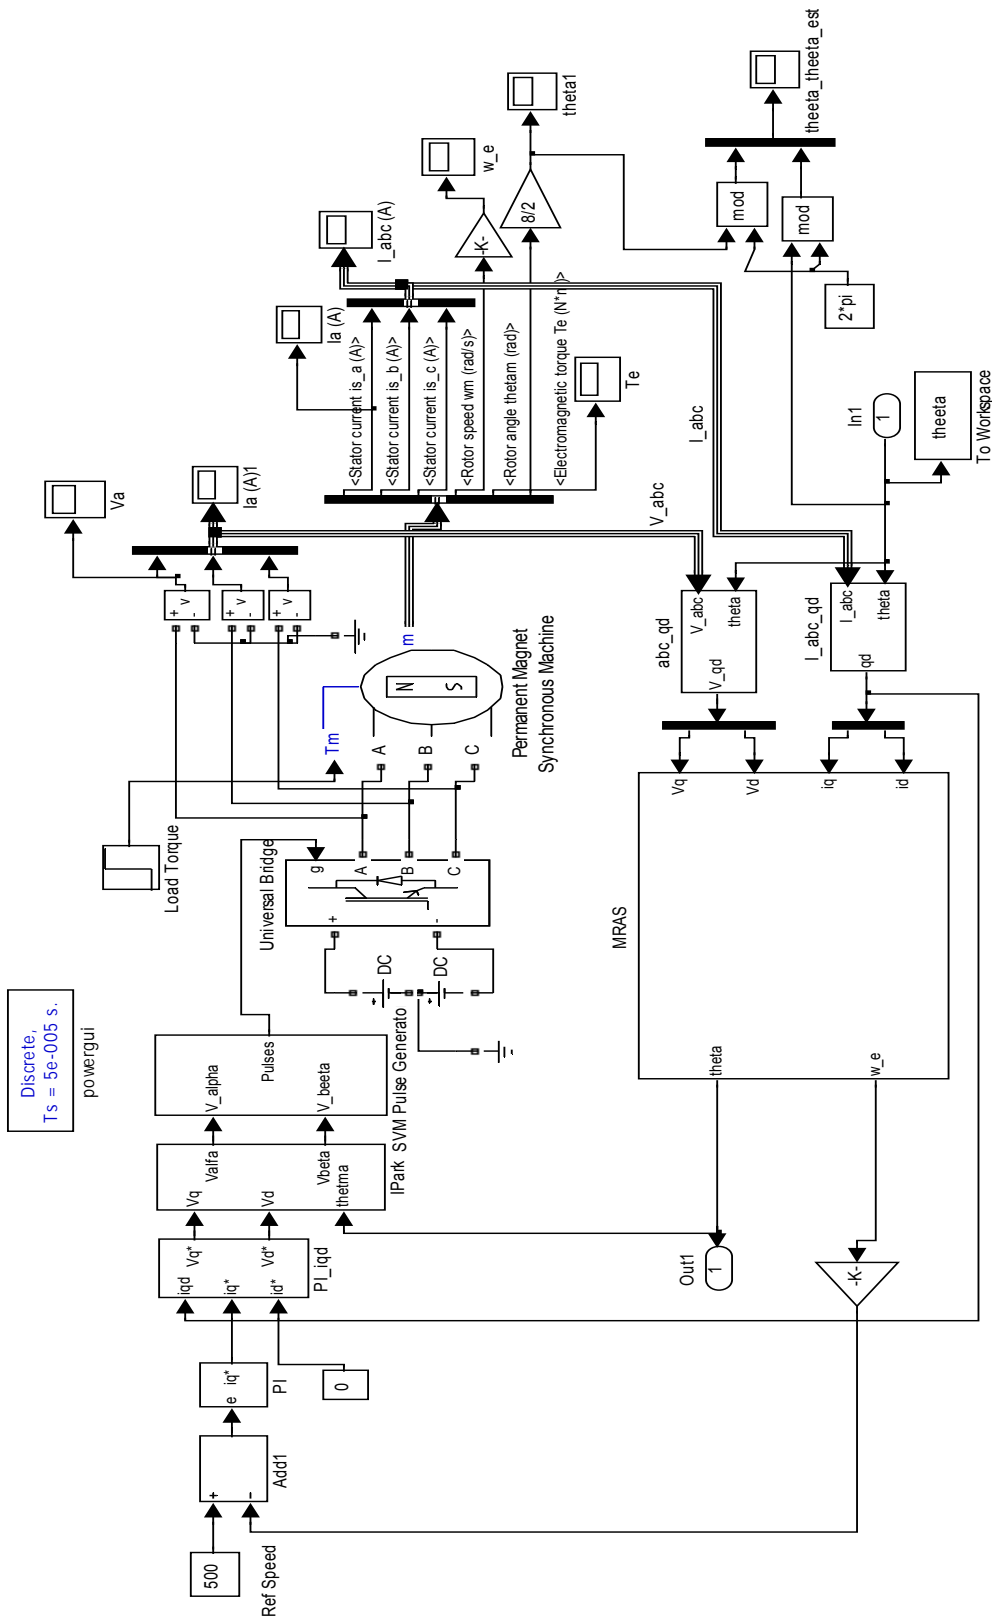 Discrete,
Ts = 5e-005 s.
powergui
500
Ref Speed
+
-
Add1
e
iq*
PI
0
iqd
iq*
id*
Vq*
Vd*
PI_iqd
Vq
Vd
thetma
Valfa
Vbeta
IPark
V_alpha
V_beeta
Pulses
SVM Pulse Generato
DC
DC
Universal Bridge
g
A
B
C
+
-
Load Torque
Tm
A
B
C
N
S
m
Permanent Magnet
Synchronous Machine
+
-
v
+
-
v
+
-
v
Va
Ia (A)1
Ia (A)
I_abc (A)
<Stator current is_a (A)>
<Stator current is_b (A)>
<Stator current is_c (A)>
<Rotor speed wm (rad/s)>
<Rotor angle thetam (rad)>
<Electromagnetic torque Te (N*m)>
-K-
w_e
8/2
theta1
Te
mod
mod
theeta_theeta_est
2*pi
V_abc
I_abc
1
In1
theeta
To Workspace
abc_qd
V_abc
theta
V_qd
I_abc_qd
I_abc
theta
qd
MRAS
Vq
Vd
iq
id
theta
w_e
Out1
1
-K-